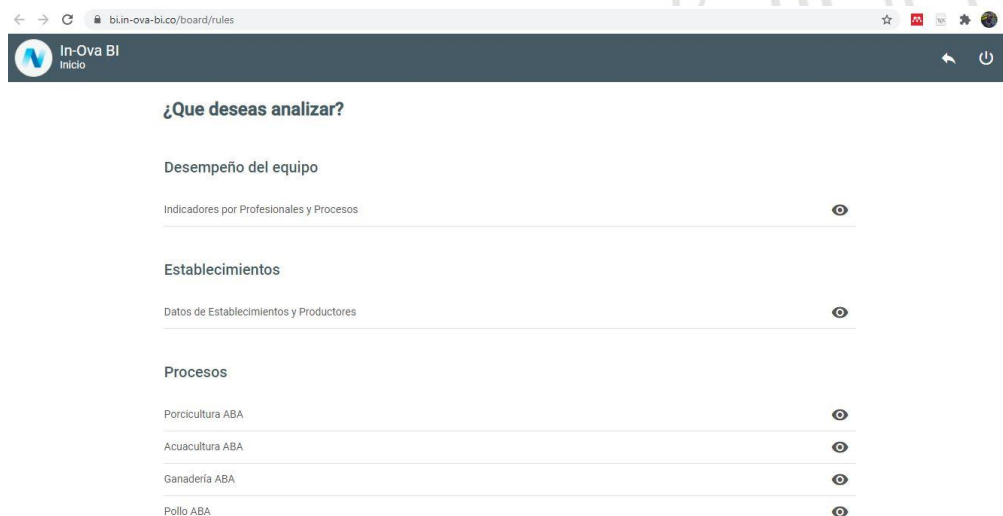 bi.in-ova-bi.co/board/rules
In-Ova BI
Inicio
¿Que deseas analizar?
Desempeño del equipo
Indicadores por Profesionales y Procesos
Establecimientos
Datos de Establecimientos y Productores
Procesos
Porcicultura ABA
Acuacultura ABA
Ganadería ABA
Pollo ABA